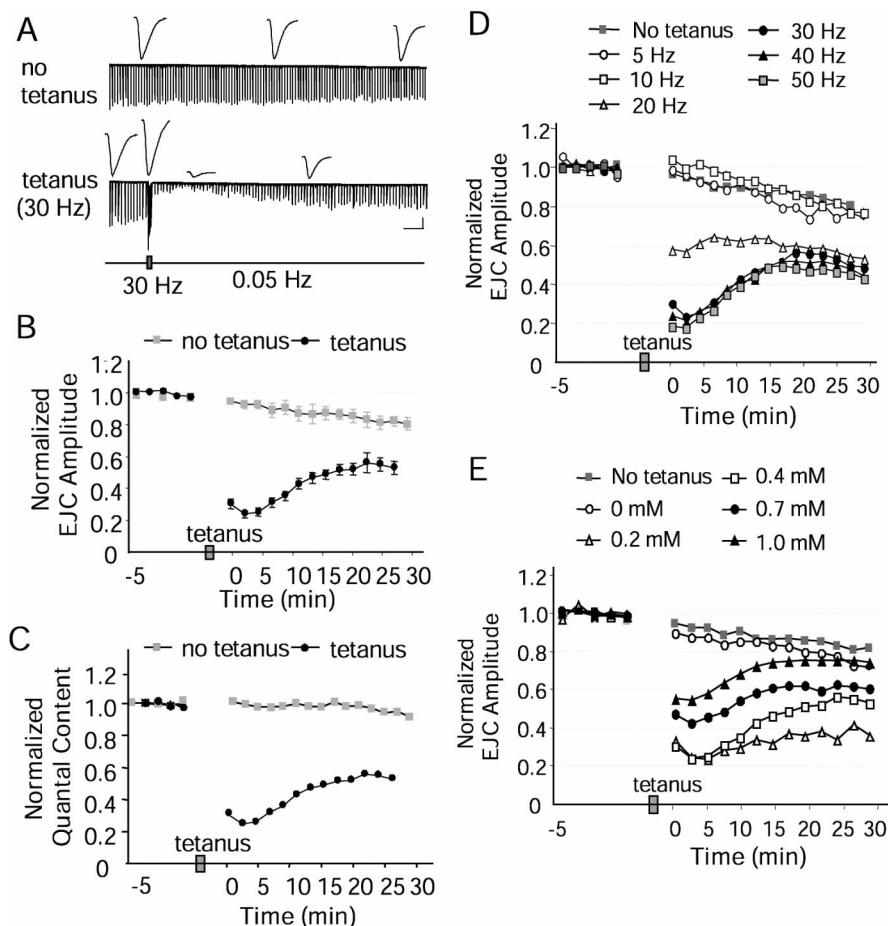 A
no
tetanus
tetanus
(30 Hz)
30 Hz
0.05 Hz
B
no tetanus
tetanus
1.2
1.0
0.8
0.6
0.4
0.2
0
Normalized
EJC Amplitude
tetanus
-5 0 5 10 15 20 25 30
Time (min)
C
no tetanus
tetanus
1.2
1.0
0.8
0.6
0.4
0.2
0
Normalized
Quantal Content
tetanus
-5 0 5 10 15 20 25 30
Time (min)
D
No tetanus
5 Hz
10 Hz
20 Hz
30 Hz
40 Hz
50 Hz
1.2
1.0
0.8
0.6
0.4
0.2
0
Normalized
EJC Amplitude
tetanus
-5 0 5 10 15 20 25 30
Time (min)
E
No tetanus
0 mM
0.2 mM
0.4 mM
0.7 mM
1.0 mM
1.2
1.0
0.8
0.6
0.4
0.2
0
Normalized
EJC Amplitude
tetanus
-5 0 5 10 15 20 25 30
Time (min)